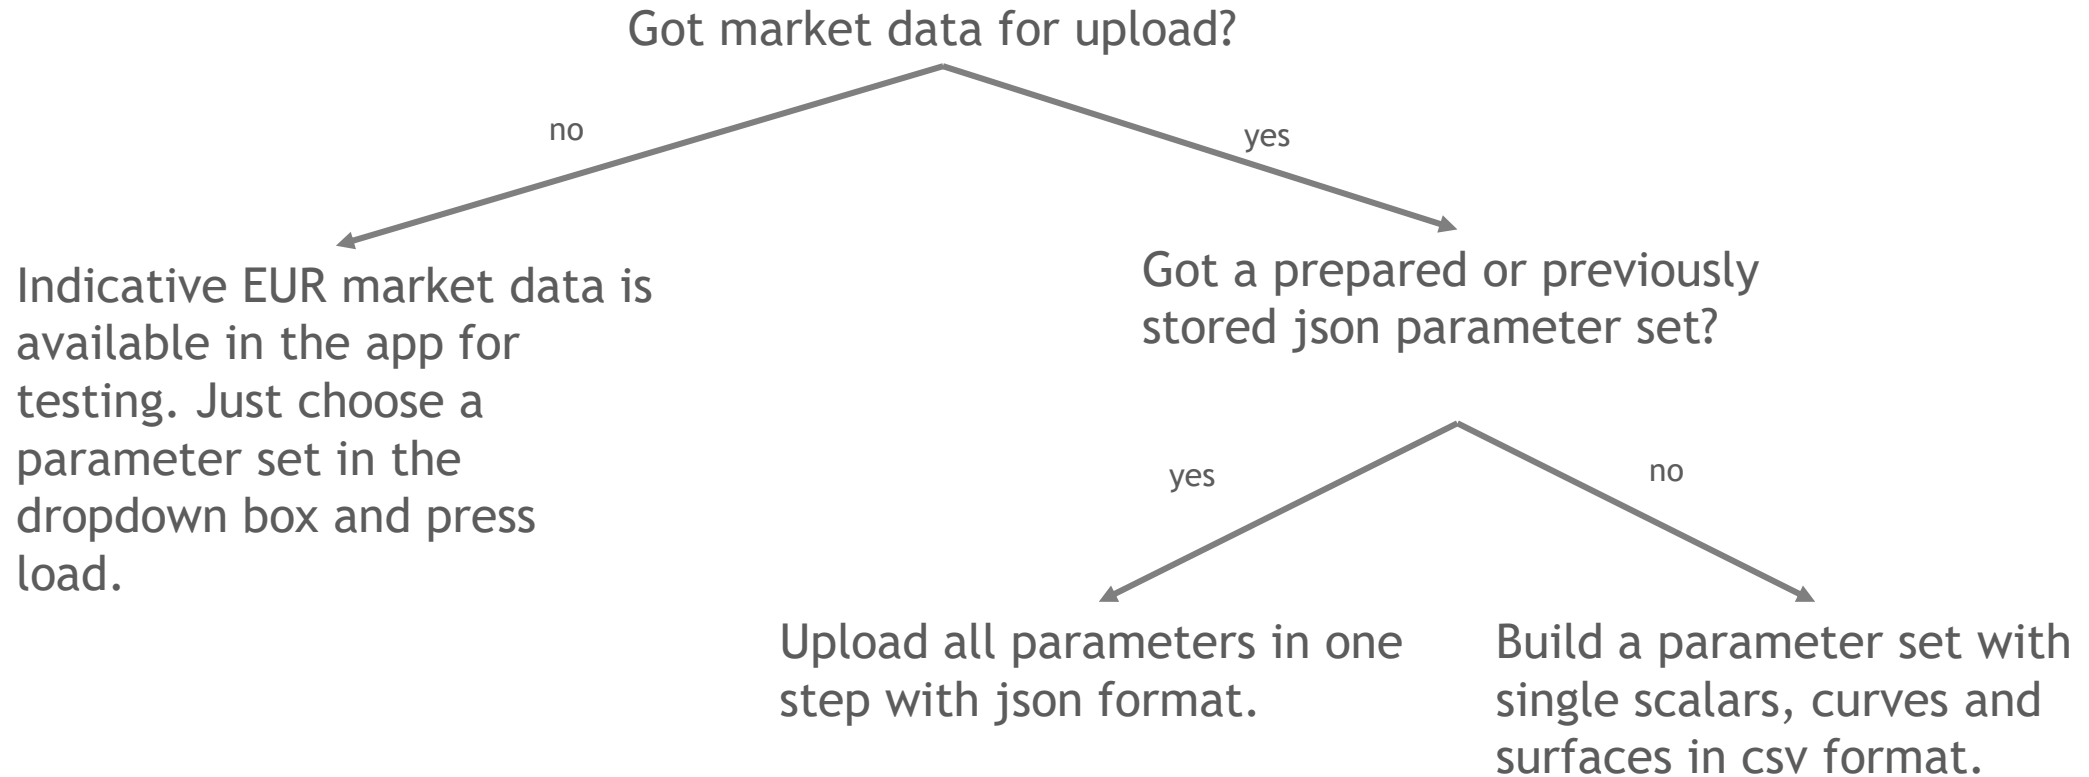 Got market data for upload?
no
yes
Indicative EUR market data is
available in the app for
testing. Just choose a
parameter set in the
dropdown box and press
load.
Got a prepared or previously
stored json parameter set?
yes
no
Upload all parameters in one
step with json format.
Build a parameter set with
single scalars, curves and
surfaces in csv format.